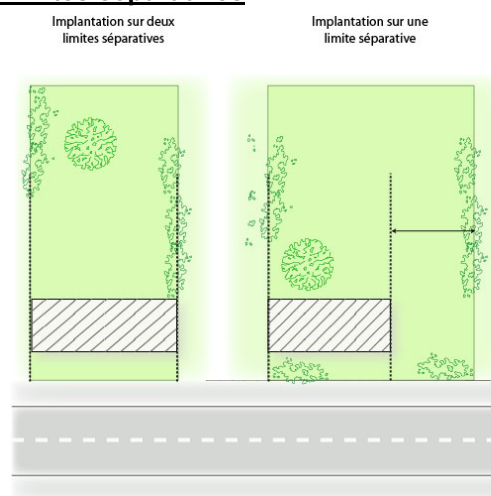 Implantation sur deux
limites séparatives
Implantation sur une
limite séparative